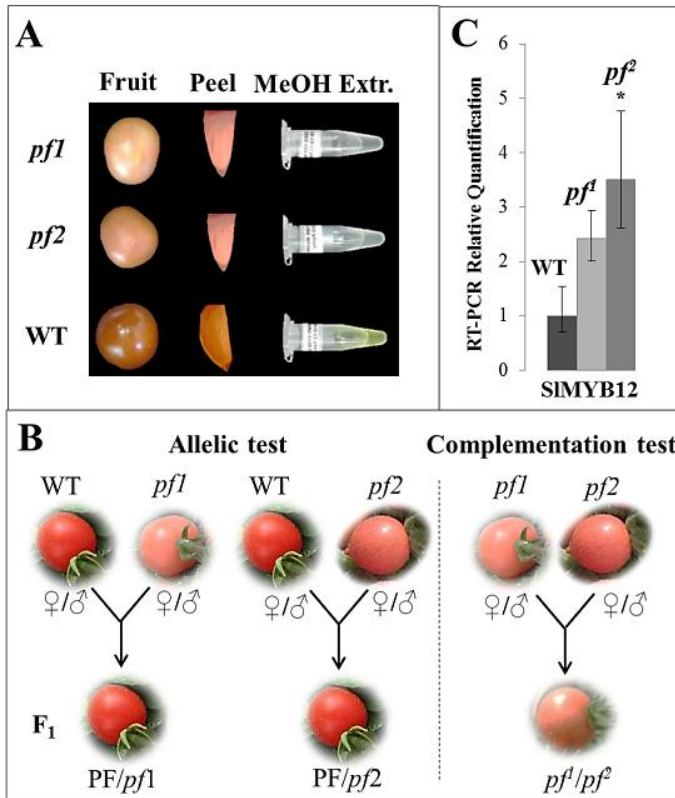 A
Fruit Peel MeOH Extr.
pf1
pf2
WT
C
RT-PCR Relative Quantification
6
5
4
3
2
1
0
WT
pf¹
pf²
*
SlMYB12
B
Allelic test
Complementation test
WT pf1 WT pf2 pf1 pf2
♀/♂ ♀/♂ ♀/♂ ♀/♂ ♀/♂ ♀/♂
F₁
PF/pf1 PF/pf2 pf¹/pf²